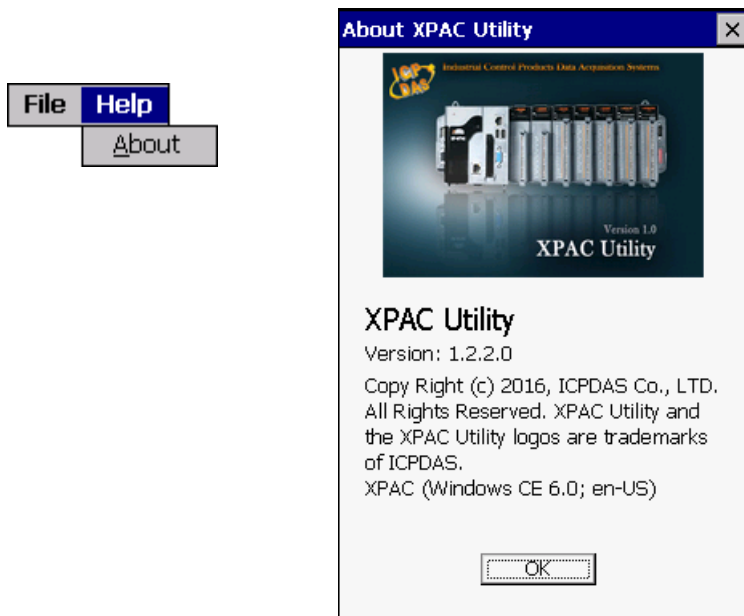 File Help
About
About XPAC Utility
ICP DAS
Industrial Control Products Data Acquisition Systems
Version 1.0
XPAC Utility
XPAC Utility
Version: 1.2.2.0
Copy Right (c) 2016, ICPDAS Co., LTD.
All Rights Reserved. XPAC Utility and
the XPAC Utility logos are trademarks
of ICPDAS.
XPAC (Windows CE 6.0; en-US)
OK